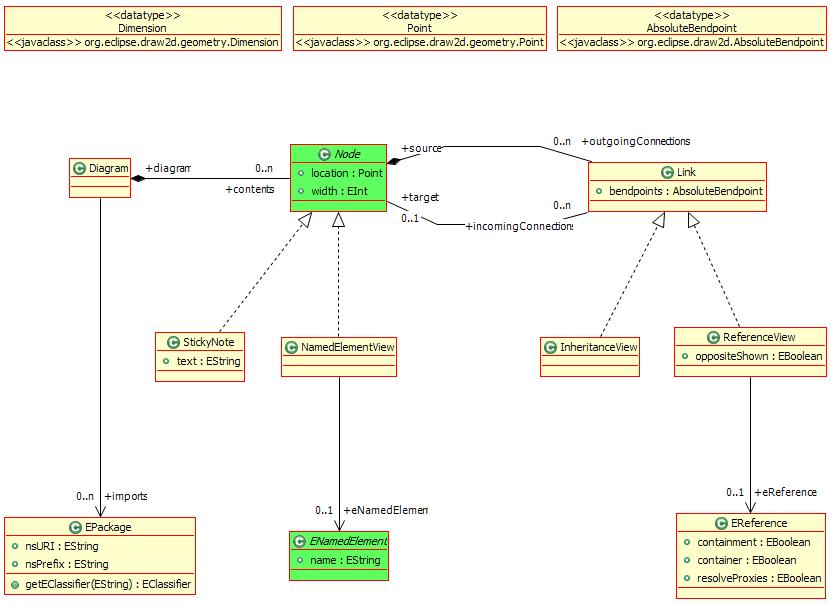 <<datatype>>
Dimension
<<javaclass>> org.eclipse.draw2d.geometry.Dimension
<<datatype>>
Point
<<javaclass>> org.eclipse.draw2d.geometry.Point
<<datatype>>
AbsoluteBendpoint
<<javaclass>> org.eclipse.draw2d.AbsoluteBendpoint
C Diagram
+diagram
0..n
+contents
C Node
location : Point
width : EInt
+source
0..n +outgoingConnections
+target
0..1
0..n
+incomingConnections
C Link
bendpoints : AbsoluteBendpoint
C StickyNote
text : EString
C NamedElementView
C InheritanceView
C ReferenceView
oppositeShown : EBoolean
0..n +imports
0..1 +eNamedElemen
0..1 +eReference
C EPackage
nsURI : EString
nsPrefix : EString
getEClassifier(EString) : EClassifier
C ENamedElement
name : EString
C EReference
containment : EBoolean
container : EBoolean
resolveProxies : EBoolean